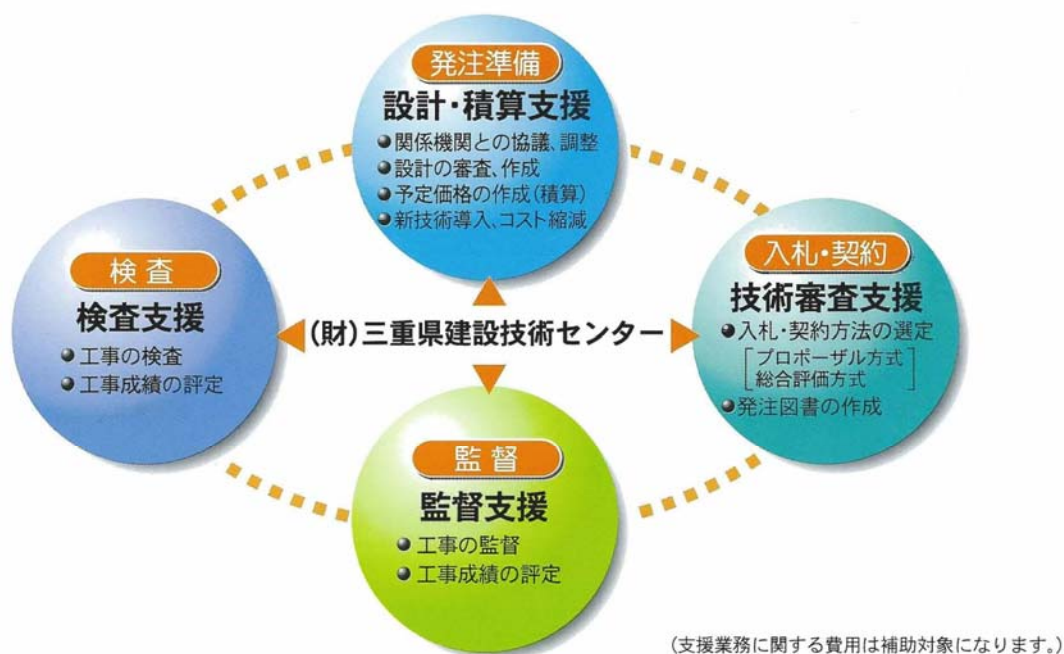 発注準備
設計・積算支援
●関係機関との協議、調整
●設計の審査、作成
●予定価格の作成(積算)
●新技術導入、コスト縮減
検査
検査支援
●工事の検査
●工事成績の評定
(財)三重県建設技術センター
入札・契約
技術審査支援
●入札・契約方法の選定
[プロポーザル方式
総合評価方式]
●発注図書の作成
監督
監督支援
●工事の監督
●工事成績の評定
(支援業務に関する費用は補助対象になります。)